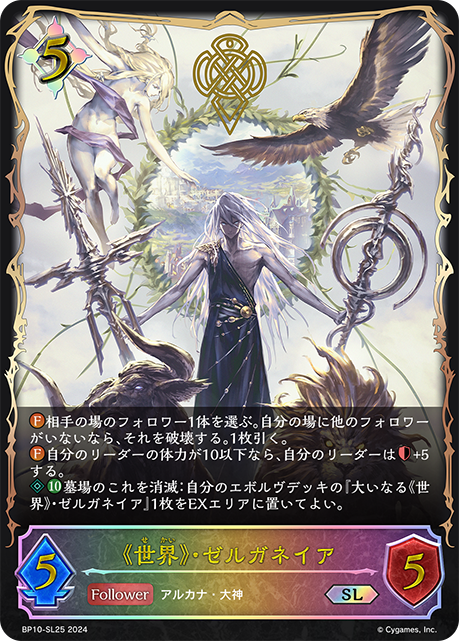 5
Ⓕ相手の場のフォロワー1体を選ぶ。自分の場に他のフォロワー
がいないなら、それを破壊する。1枚引く。
Ⓕ自分のリーダーの体力が10以下なら、自分のリーダーは+5
する。
10墓場のこれを消滅：自分のエボルヴデッキの『大いなる《世
界》・ゼルガネイア』1枚をEXエリアに置いてよい。
せ かい
《世界》・ゼルガネイア
5
5
Follower アルカナ・大神
SL
BP10-SL25 2024
© Cygames, Inc.